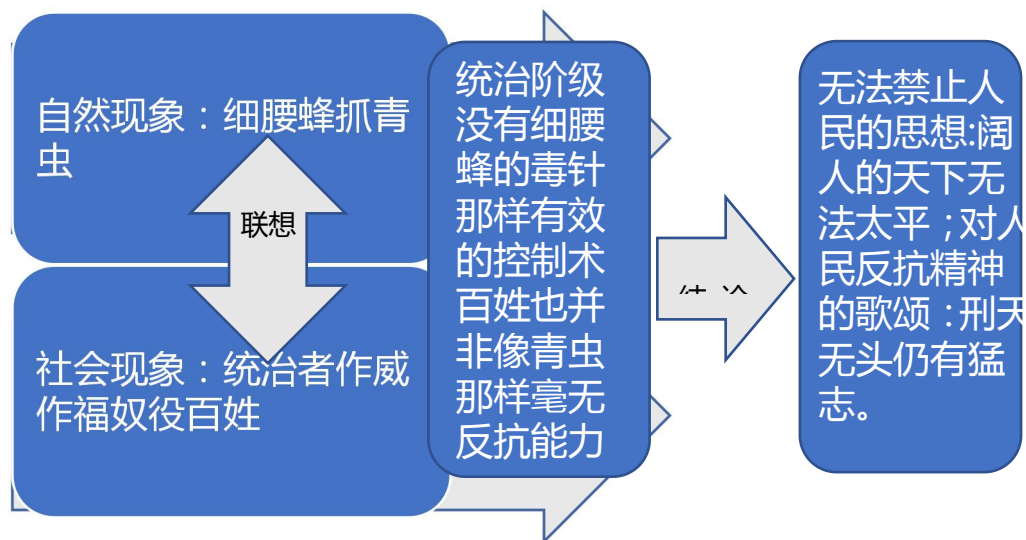 自然现象：细腰蜂抓青
虫
联想
社会现象：统治者作威
作福奴役百姓
统治阶级
没有细腰
蜂的毒针
那样有效
的控制术
百姓也并
非像青虫
那样毫无
反抗能力
无法禁止人
民的思想:阔
人的天下无
法太平；对人
民反抗精神
的歌颂：刑天
无头仍有猛
志。